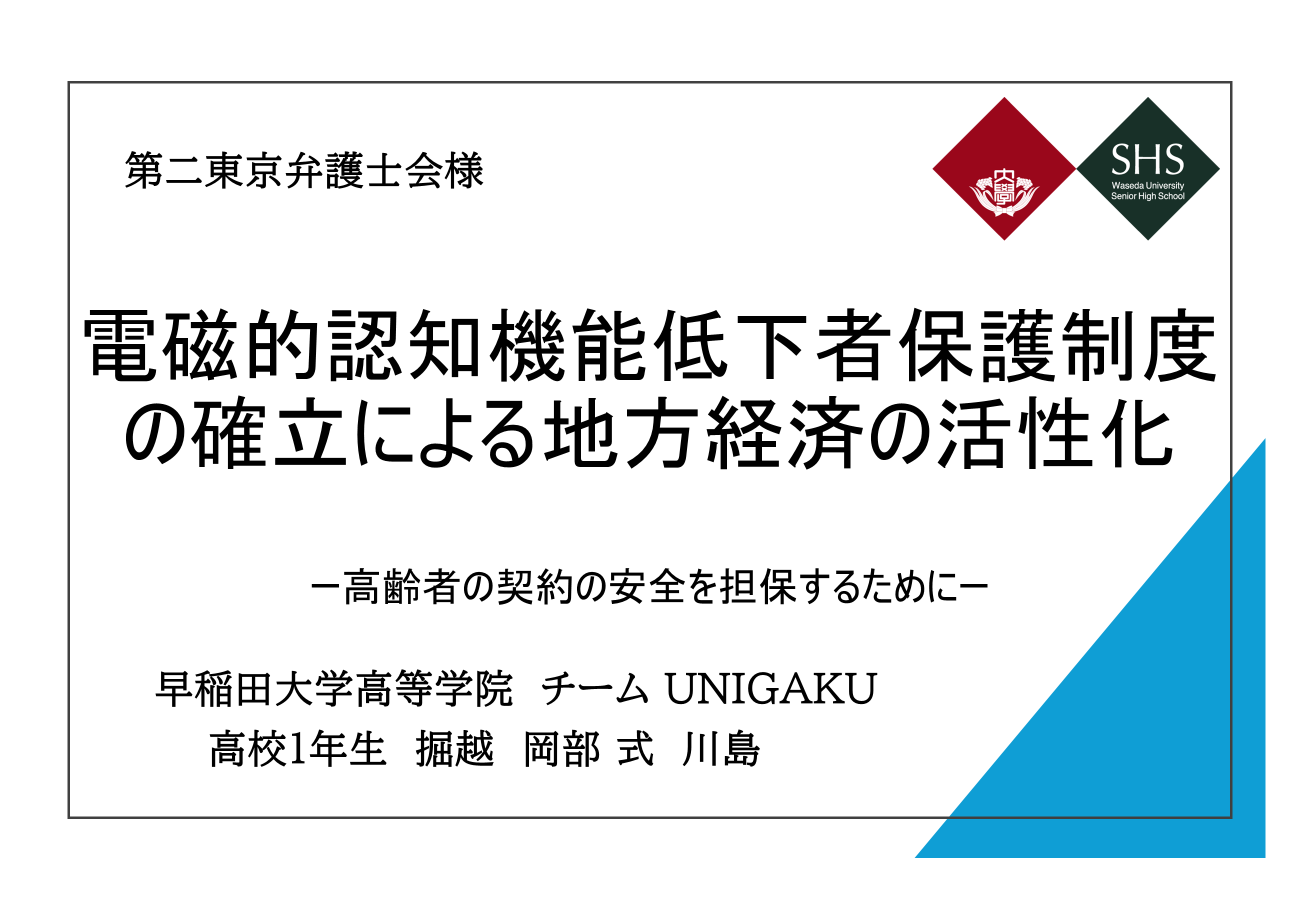 第二東京弁護士会様
大學
SHS
Waseda University
Senior High School
電磁的認知機能低下者保護制度
の確立による地方経済の活性化
ー高齢者の契約の安全を担保するためにー
早稲田大学高等学院 チーム UNIGAKU
高校1年生 掘越 岡部 式 川島